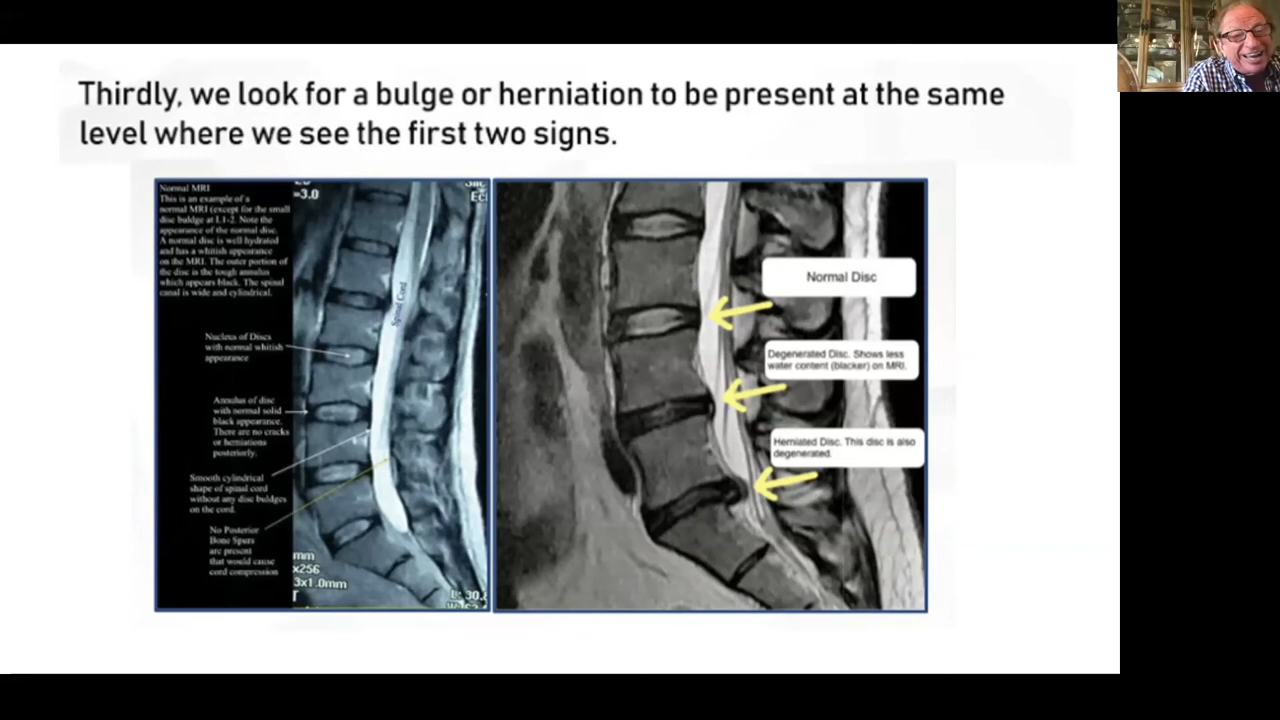 Thirdly, we look for a bulge or herniation to be present at the same
level where we see the first two signs.
Normal MRI
This is an example of a
normal MRI (except for the small
disc buldge at L1-2. Note the
appearance of the normal disc.
A normal disc is well hydrated
and has a whitish appearance
on the MRI. The outer portion of
the disc is the tough annulus
which appears black. The spinal
canal is wide and cylindrical.
Nucleus of Discs
with normal whitish
appearance
Annulus of disc
with normal solid
black appearance.
There are no cracks
or herniations
posteriorly.
Smooth cylindrical
shape of spinal cord
without any disc buldges
on the cord.
No Posterior
Bone Spurs
are present
that would cause
cord compression
=3.0
Spinal Cord
mm
x256
3x1.0mm
Normal Disc
Degenerated Disc. Shows less
water content (blacker) on MRI.
Herniated Disc. This disc is also
degenerated.